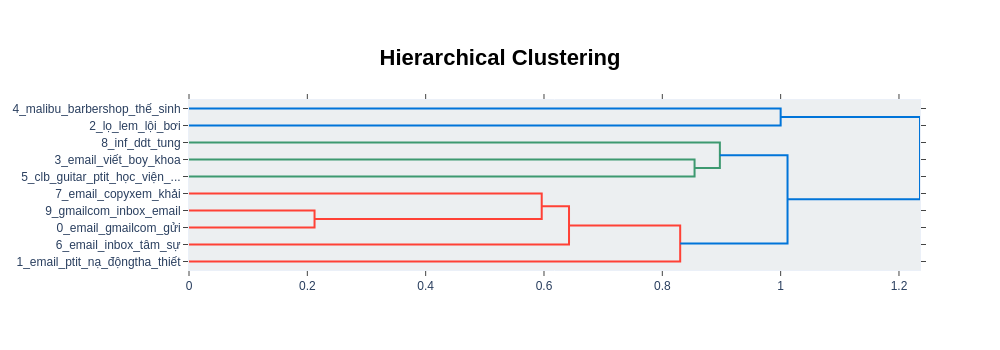 Hierarchical Clustering
4_malibu_barbershop_thế_sinh
2_lọ_lem_lội_bơi
8_inf_ddt_tung
3_email_viết_boy_khoa
5_clb_guitar_ptit_học_viện_...
7_email_copyxem_khải
9_gmailcom_inbox_email
0_email_gmailcom_gửi
6_email_inbox_tâm_sự
1_email_ptit_nạ_độngtha_thiết
0 0.2 0.4 0.6 0.8 1 1.2